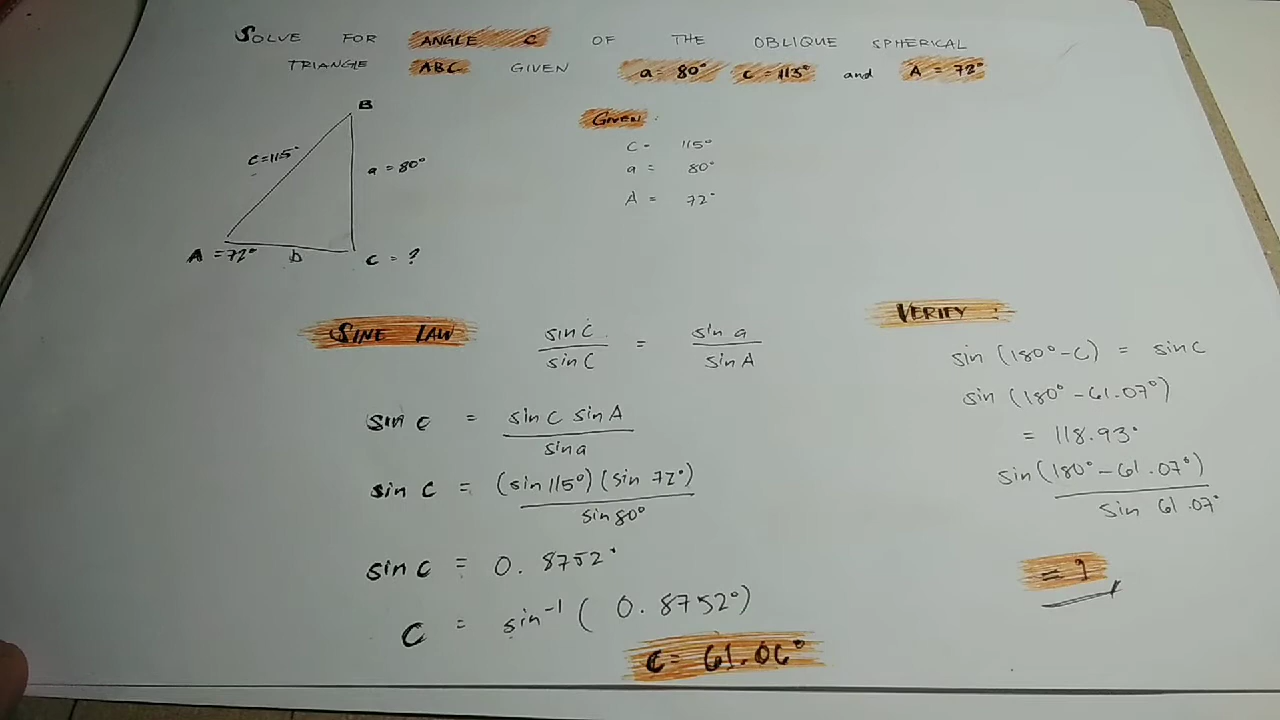 SOLVE FOR ANGLE C OF THE OBLIQUE SPHERICAL
TRIANGLE ABC GIVEN a = 80° c = 115° and A = 72°
B
c=115°
a = 80°
A = 72°
b
C = ?
GIVEN:
C = 115°
a = 80°
A = 72°
SINE LAW
sin c / sin C = sin a / sin A
sin C = sin c sin A / sin a
sin C = (sin 115°)(sin 72°) / sin 80°
sin C = 0.8752°
C = sin⁻¹ (0.8752°)
C = 61.06°
VERIFY:
sin (180° - C) = sin C
sin (180° - 61.07°)
= 118.93°
sin (180° - 61.07°) / sin 61.07°
= 1